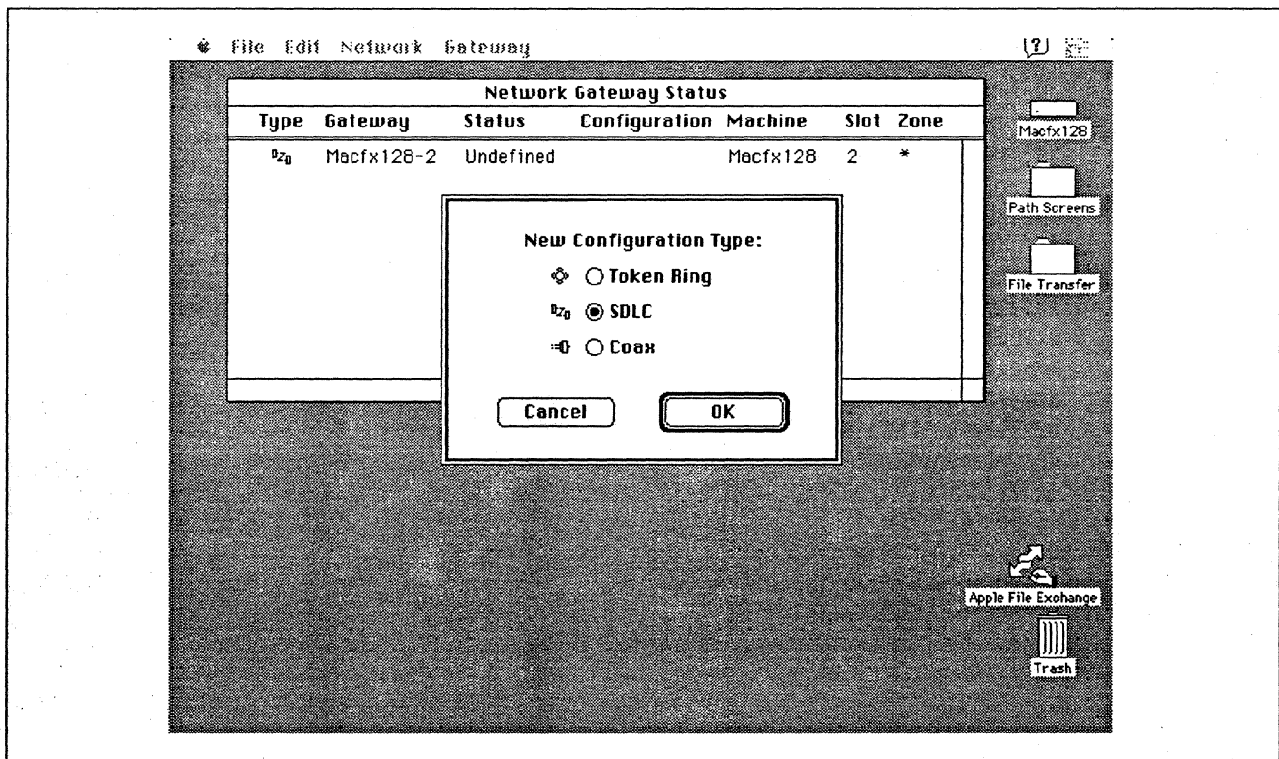 File Edit Network Gateway
Network Gateway Status
Type Gateway Status Configuration Machine Slot Zone
Macfx128-2 Undefined Macfx128 2 *
New Configuration Type:
Token Ring
SDLC
Coax
Cancel OK
Macfx128
Path Screens
File Transfer
Apple File Exchange
Trash